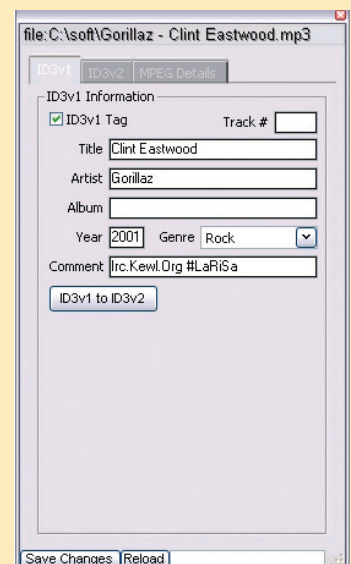 file:C:\soft\Gorillaz - Clint Eastwood.mp3
ID3v1 ID3v2 MPEG Details
ID3v1 Information
ID3v1 Tag Track #
Title Clint Eastwood
Artist Gorillaz
Album
Year 2001 Genre Rock
Comment Irc.Kewl.Org #LaRiSa
ID3v1 to ID3v2
Save Changes Reload